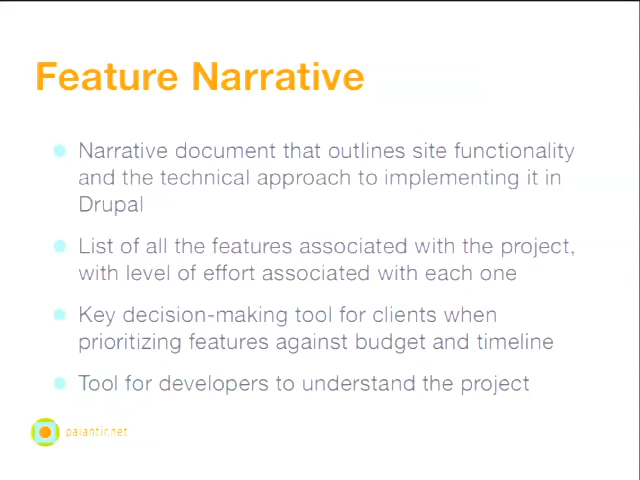 Feature Narrative
Narrative document that outlines site functionality
and the technical approach to implementing it in
Drupal
List of all the features associated with the project,
with level of effort associated with each one
Key decision-making tool for clients when
prioritizing features against budget and timeline
Tool for developers to understand the project
palantir.net